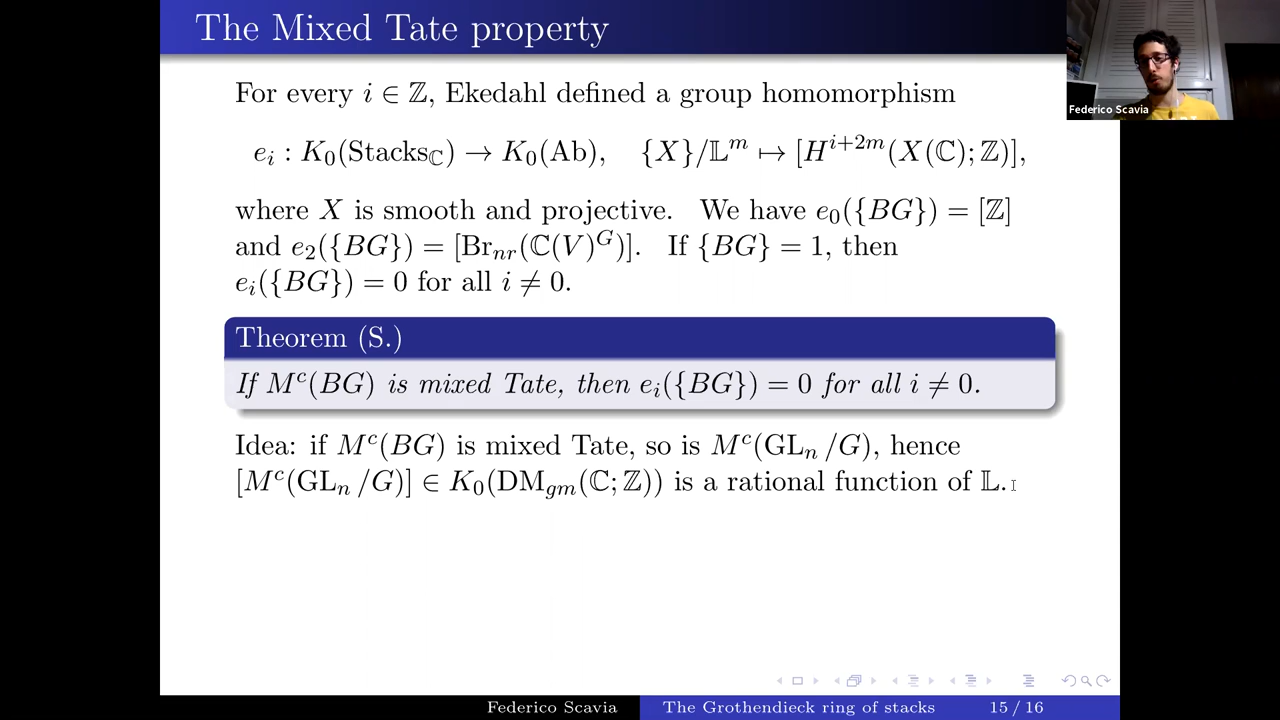 The Mixed Tate property
Federico Scavia
For every i ∈ ℤ, Ekedahl defined a group homomorphism
e_i : K_0(Stacks_ℂ) → K_0(Ab), {X}/𝕃^m ↦ [H^{i+2m}(X(ℂ); ℤ)],
where X is smooth and projective. We have e_0({BG}) = [ℤ]
and e_2({BG}) = [Br_{nr}(ℂ(V)^G)]. If {BG} = 1, then
e_i({BG}) = 0 for all i ≠ 0.
Theorem (S.)
If M^c(BG) is mixed Tate, then e_i({BG}) = 0 for all i ≠ 0.
Idea: if M^c(BG) is mixed Tate, so is M^c(GL_n /G), hence
[M^c(GL_n /G)] ∈ K_0(DM_{gm}(ℂ; ℤ)) is a rational function of 𝕃.
Federico Scavia The Grothendieck ring of stacks 15 / 16